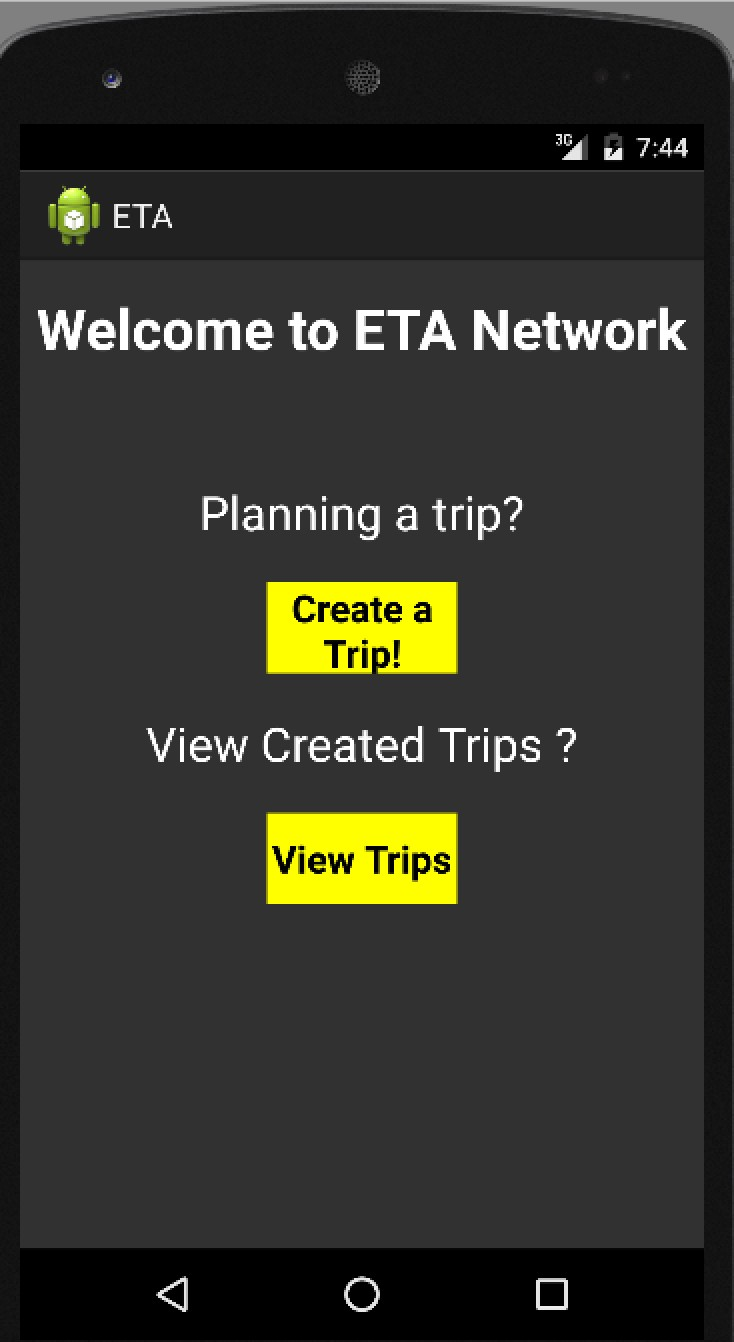 3G 7:44
ETA
Welcome to ETA Network
Planning a trip?
Create a
Trip!
View Created Trips ?
View Trips